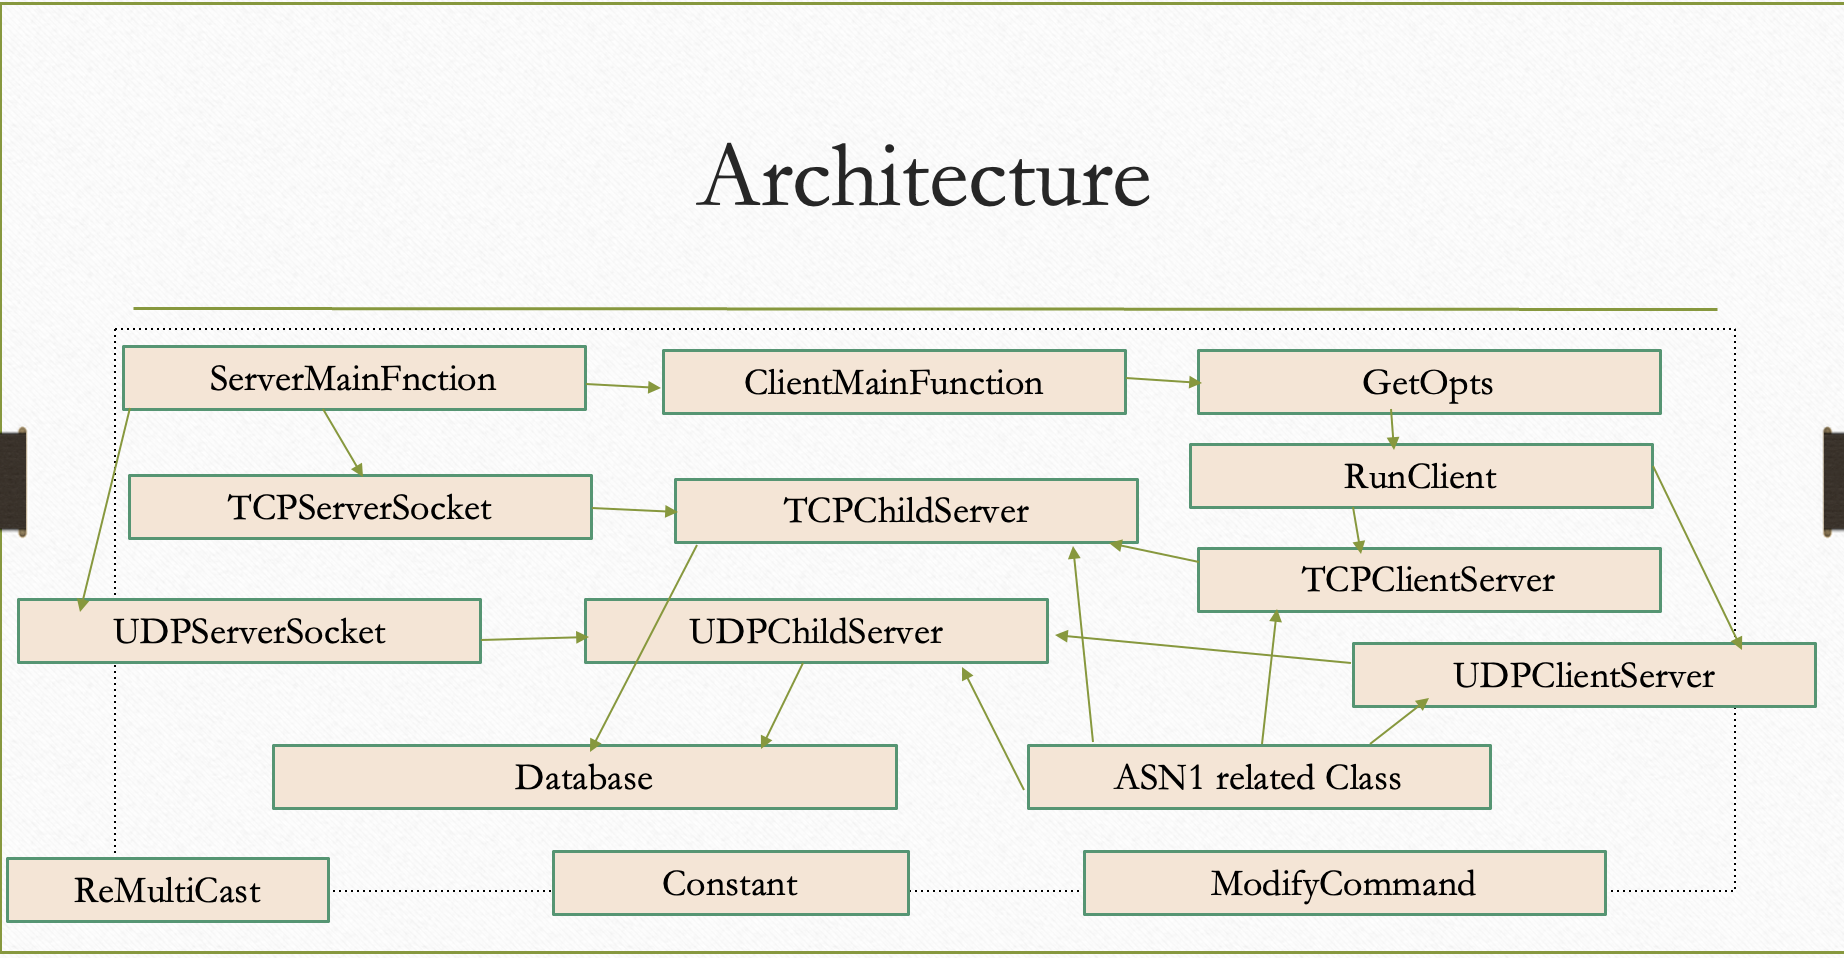 Architecture
ServerMainFnction
ClientMainFunction
GetOpts
RunClient
TCPServerSocket
TCPChildServer
TCPClientServer
UDPServerSocket
UDPChildServer
UDPClientServer
Database
ASN1 related Class
ReMultiCast
Constant
ModifyCommand